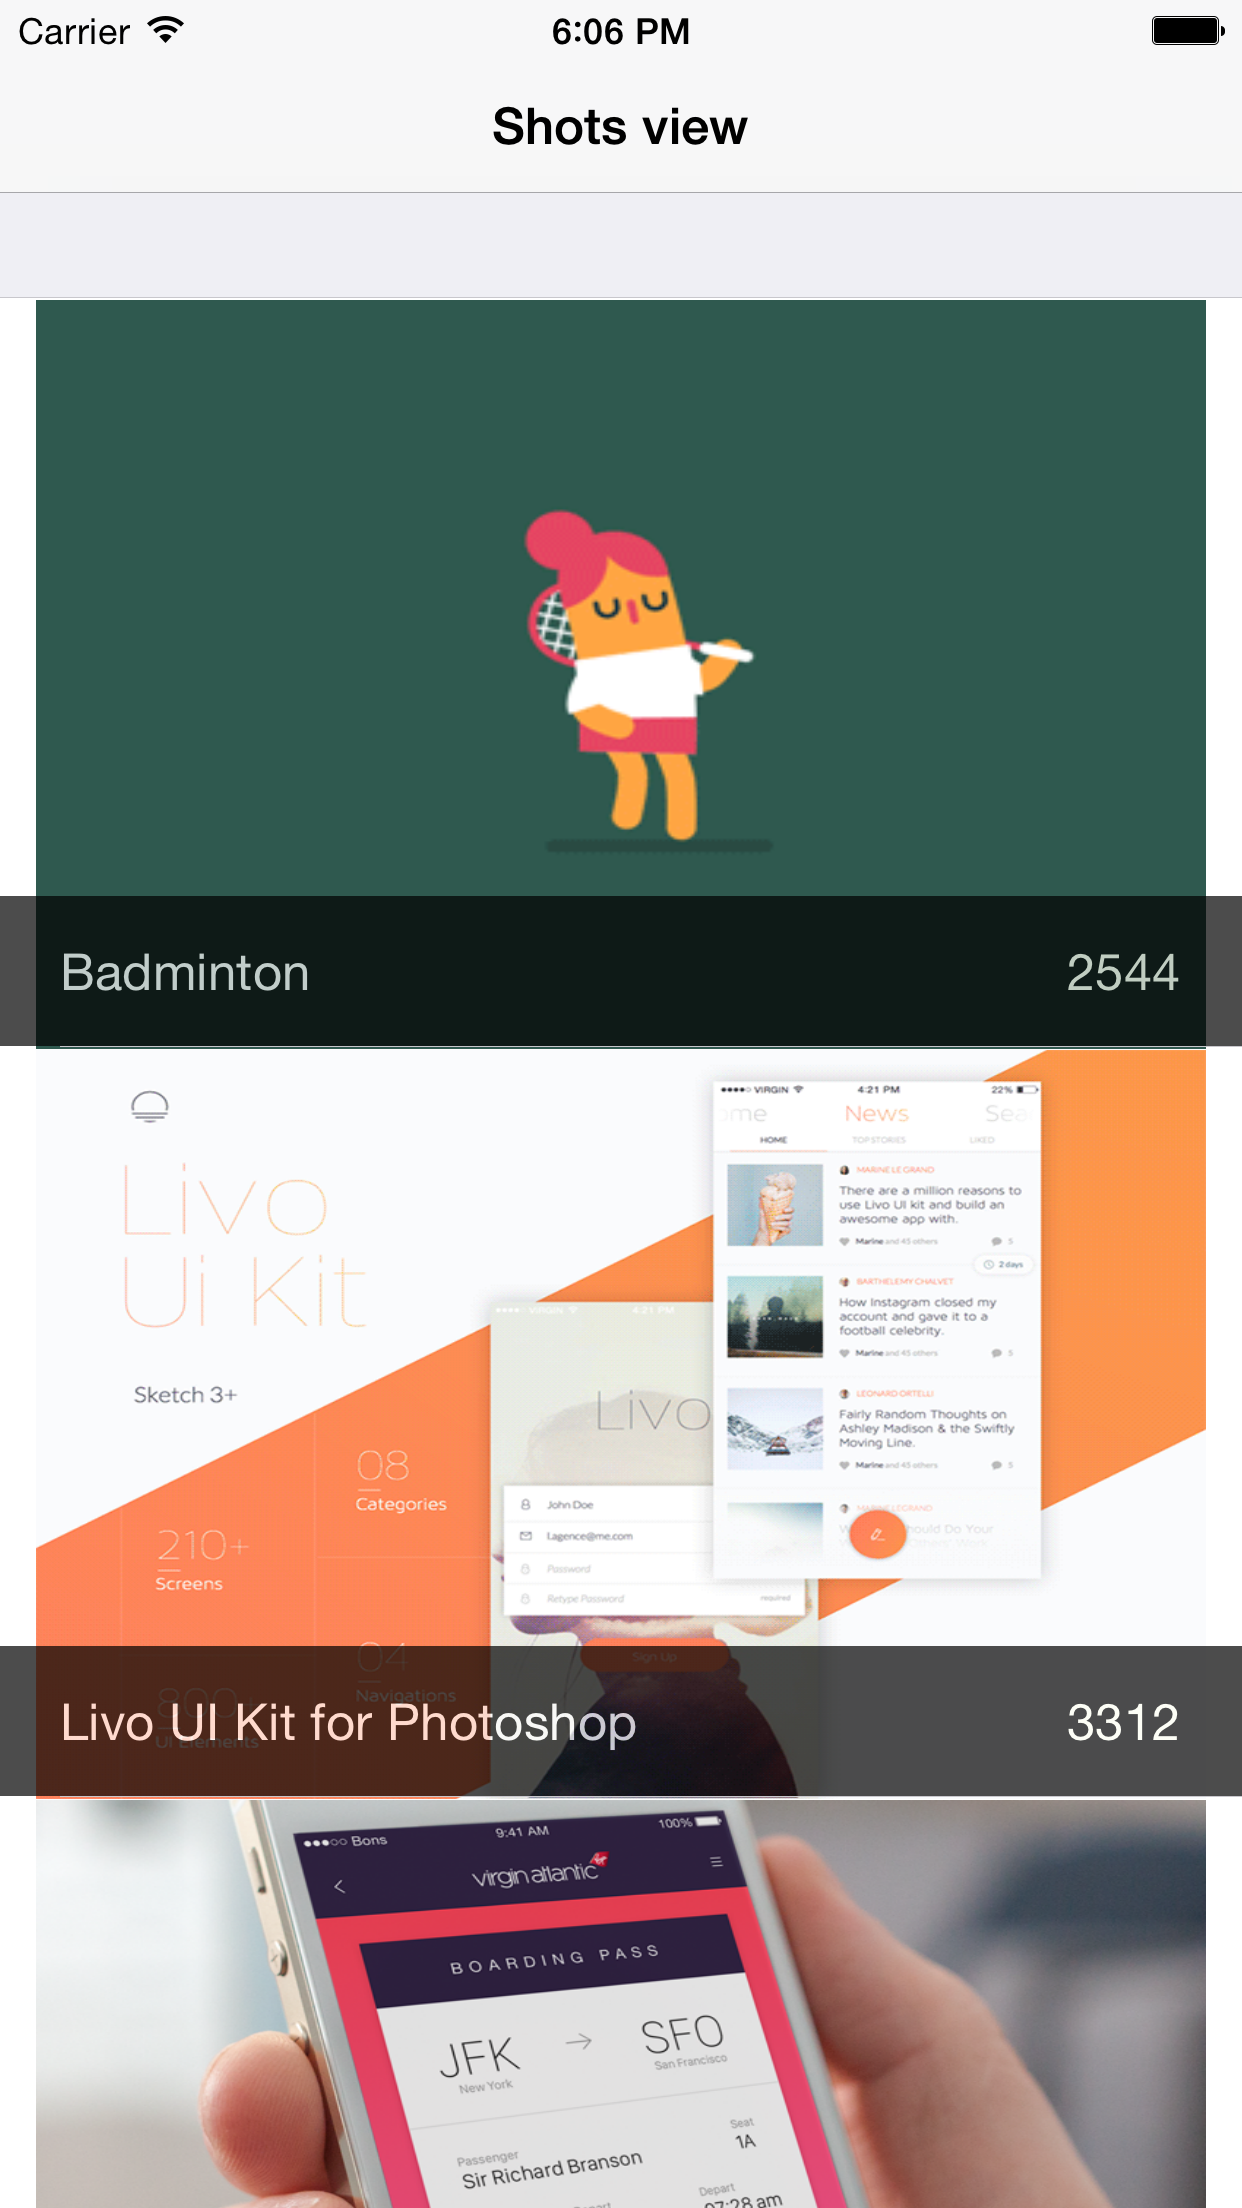 Carrier 6:06 PM
Shots view
Badminton 2544
VIRGIN 4:21 PM 22%
ome News Sea
HOME TOP STORIES LIKED
MARINE LE GRAND
There are a million reasons to
use Livo UI kit and build an
awesome app with.
Marine and 45 others 5
2 days
BARTHELEMY CHALVET
How Instagram closed my
account and gave it to a
football celebrity.
Marine and 45 others 5
LEONARD ORTELLI
Fairly Random Thoughts on
Ashley Madison & the Swiftly
Moving Line.
Marine and 45 others 5
MARINE LEGRAND
hould Do Your
Others' Work
Livo
Ui Kit
Sketch 3+
08
Categories
210+
Screens
04
Navigations
800
UI Elements
VIRGIN 4:21 PM
Livo
John Doe
l.agence@me.com
Password
Retype Password required
Sign Up
Livo UI Kit for Photoshop 3312
Bons 9:41 AM 100%
virgin atlantic
BOARDING PASS
JFK → SFO
New York San Francisco
Passenger Seat
Sir Richard Branson 1A
Depart
07:28 am